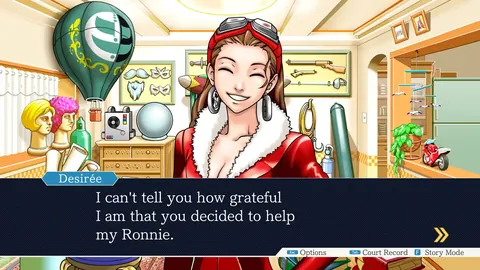 Desirée
I can't tell you how grateful
I am that you decided to help
my Ronnie.
Options
Court Record
Story Mode